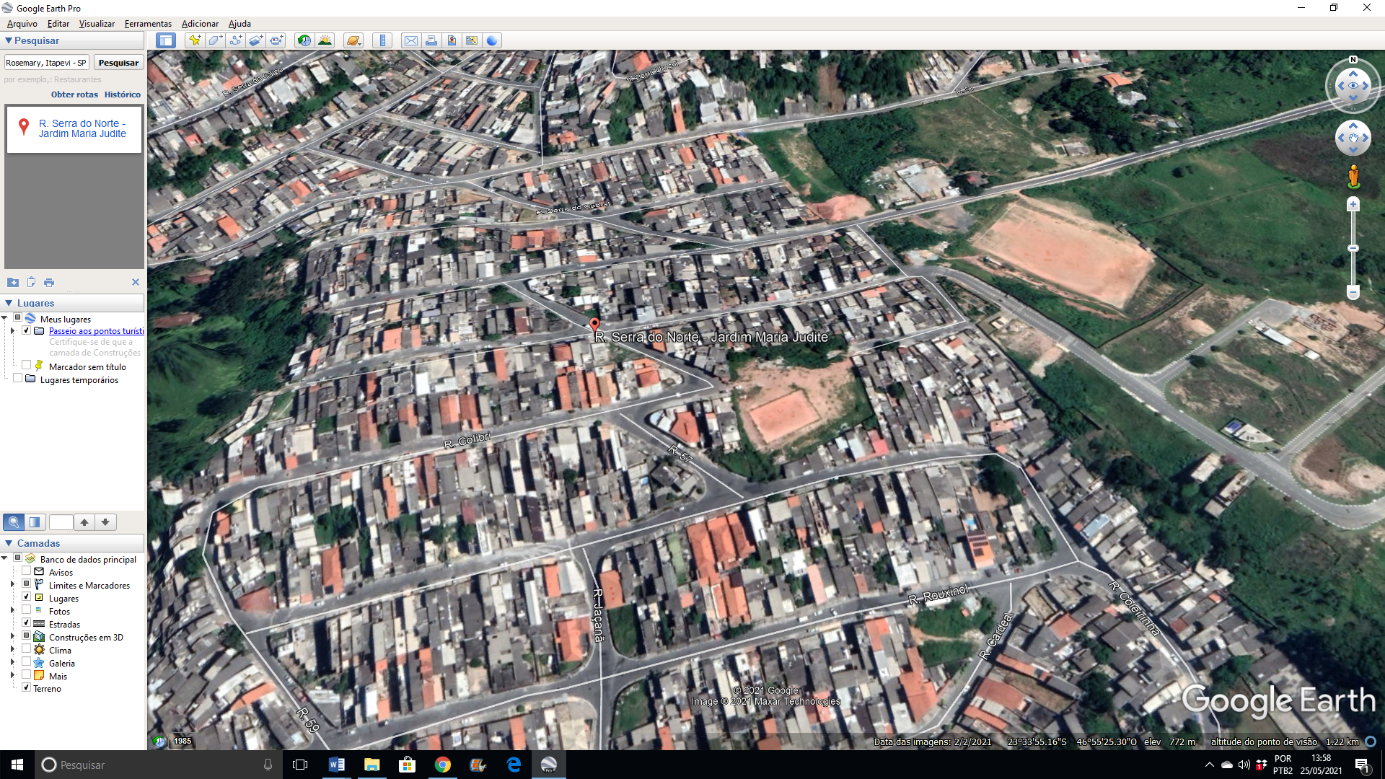 Google Earth Pro
Arquivo Editar Visualizar Ferramentas Adicionar Ajuda
Pesquisar
Rosemary, Itapevi - SP Pesquisar
por exemplo,: Restaurantes
Obter rotas Histórico
R. Serra do Norte -
Jardim Maria Judite
Lugares
Meus lugares
Passeio aos pontos turísti
Certifique-se de que a
camada de Construções
Marcador sem título
Lugares temporários
Camadas
Banco de dados principal
Avisos
Limites e Marcadores
Lugares
Fotos
Estradas
Construções em 3D
Clima
Galeria
Mais
Terreno
N
R. Serra do Norte - Jardim Maria Judite
R. Colibri
R. 57
R. Jaçanã
R. Rouxinol
R. Cardeal
R. Coleirinha
R. 59
© 2021 Google
Image © 2021 Maxar Technologies
Google Earth
1985
Data das imagens: 2/2/2021 23°33'55.16"S 46°55'25.30"O elev 772 m altitude do ponto de visão 1.22 km
Pesquisar
POR
PTB2
13:58
25/05/2021
1